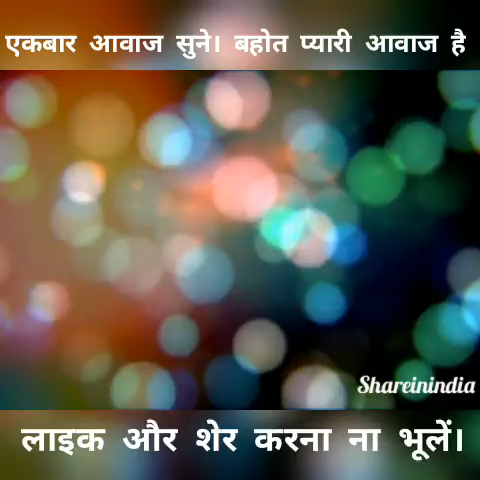 एकबार आवाज सुने। बहोत प्यारी आवाज है
Shareinindia
लाइक और शेर करना ना भूलें।